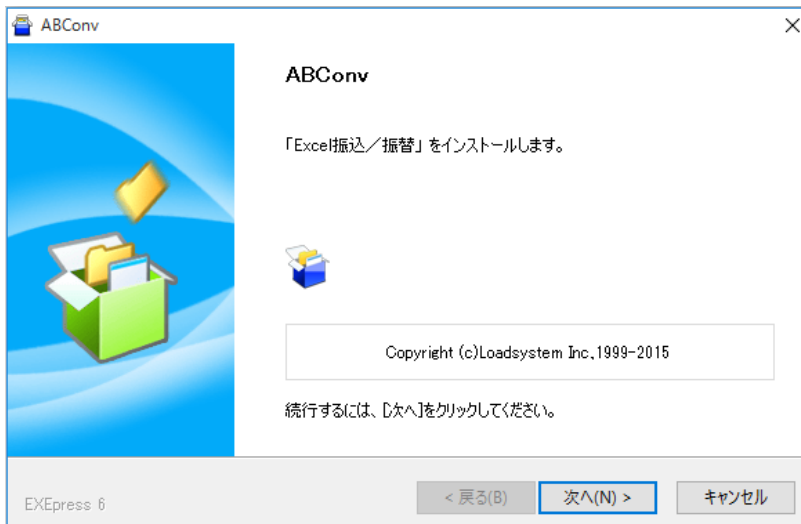 ABConv
ABConv
「Excel振込／振替」をインストールします。
Copyright (c)Loadsystem Inc.1999-2015
続行するには、[次へ]をクリックしてください。
EXEpress 6
< 戻る(B)
次へ(N) >
キャンセル